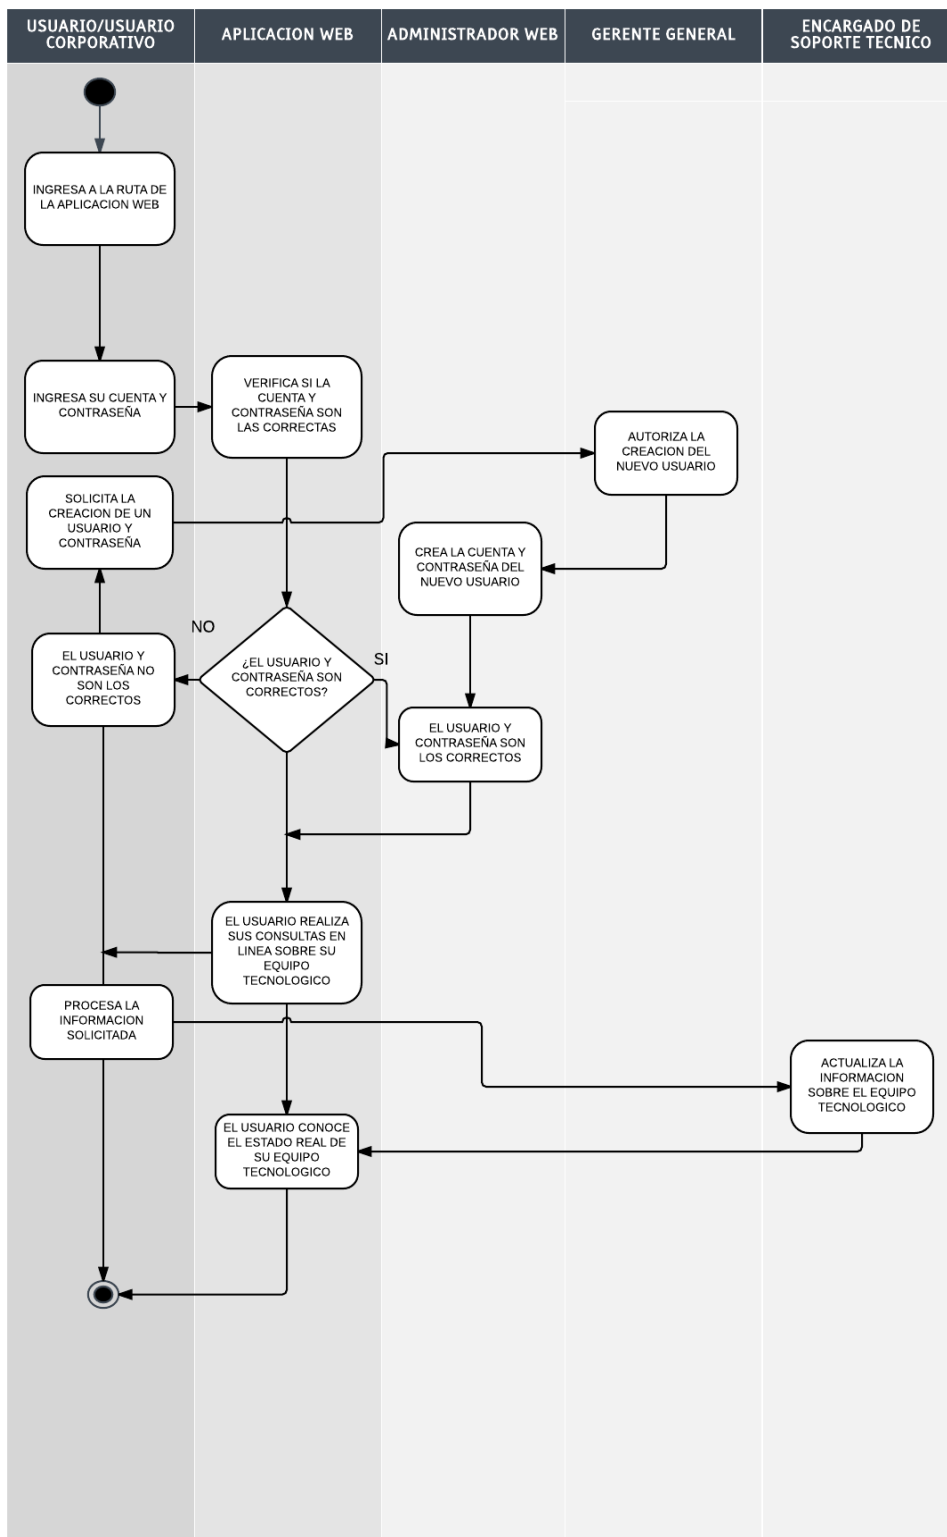 USUARIO/USUARIO
CORPORATIVO
APLICACION WEB
ADMINISTRADOR WEB
GERENTE GENERAL
ENCARGADO DE
SOPORTE TECNICO
INGRESA A LA RUTA DE
LA APLICACION WEB
INGRESA SU CUENTA Y
CONTRASEÑA
VERIFICA SI LA
CUENTA Y
CONTRASEÑA SON
LAS CORRECTAS
AUTORIZA LA
CREACION DEL
NUEVO USUARIO
SOLICITA LA
CREACION DE UN
USUARIO Y
CONTRASEÑA
CREA LA CUENTA Y
CONTRASEÑA DEL
NUEVO USUARIO
NO
EL USUARIO Y
CONTRASEÑA NO
SON LOS
CORRECTOS
¿EL USUARIO Y
CONTRASEÑA SON
CORRECTOS?
SI
EL USUARIO Y
CONTRASEÑA SON
LOS CORRECTOS
EL USUARIO REALIZA
SUS CONSULTAS EN
LINEA SOBRE SU
EQUIPO
TECNOLOGICO
PROCESA LA
INFORMACION
SOLICITADA
ACTUALIZA LA
INFORMACION
SOBRE EL EQUIPO
TECNOLOGICO
EL USUARIO CONOCE
EL ESTADO REAL DE
SU EQUIPO
TECNOLOGICO